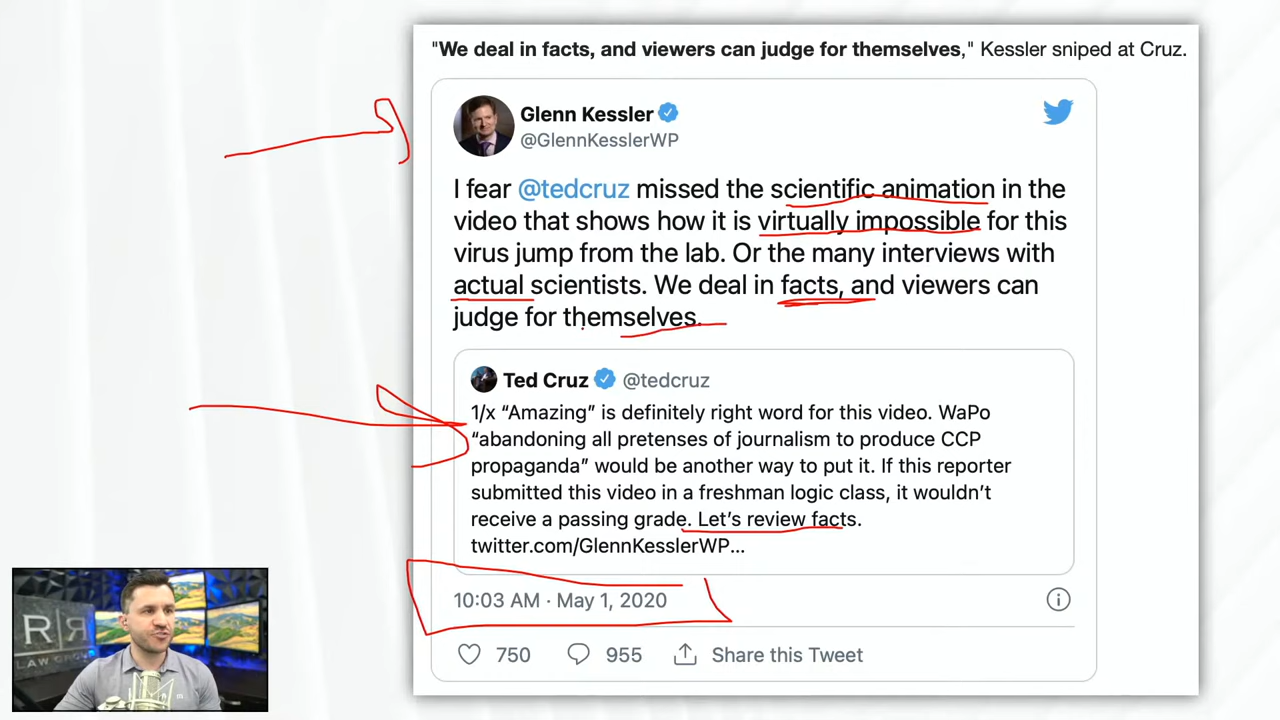 "We deal in facts, and viewers can judge for themselves," Kessler sniped at Cruz.
Glenn Kessler
@GlennKesslerWP
I fear @tedcruz missed the scientific animation in the
video that shows how it is virtually impossible for this
virus jump from the lab. Or the many interviews with
actual scientists. We deal in facts, and viewers can
judge for themselves.
Ted Cruz @tedcruz
1/x “Amazing” is definitely right word for this video. WaPo
“abandoning all pretenses of journalism to produce CCP
propaganda” would be another way to put it. If this reporter
submitted this video in a freshman logic class, it wouldn’t
receive a passing grade. Let’s review facts.
twitter.com/GlennKesslerWP…
10:03 AM · May 1, 2020
750 955 Share this Tweet
R R
LAW GROUP